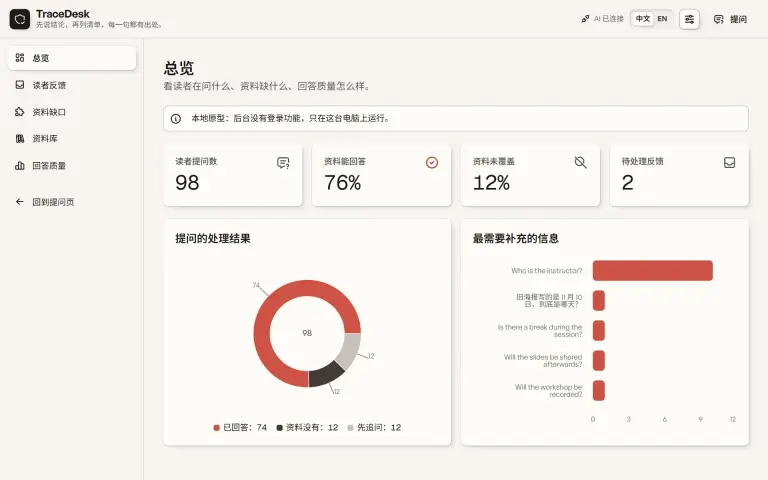 TraceDesk
先说结论，再列清单，每一句都有出处。
AI 已连接
中文 EN
提问
总览
读者反馈
资料缺口
资料库
回答质量
回到提问页
总览
看读者在问什么、资料缺什么、回答质量怎么样。
本地原型：后台没有登录功能，只在这台电脑上运行。
读者提问数
98
资料能回答
76%
资料未覆盖
12%
待处理反馈
2
提问的处理结果
74
98
12
12
已回答：74 资料没有：12 先追问：12
最需要补充的信息
Who is the instructor?
旧海报写的是 11 月 10
日，到底是哪天？
Is there a break during the
session?
Will the slides be shared
afterwards?
Will the workshop be
recorded?
0 3 6 9 12